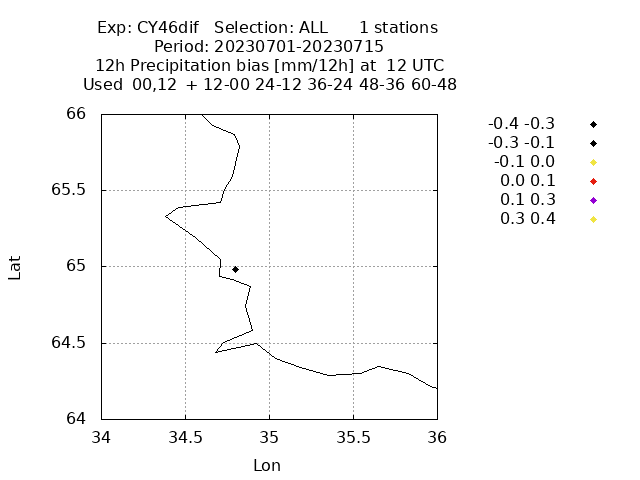 Exp: CY46dif   Selection: ALL      1 stations
Period: 20230701-20230715
12h Precipitation bias [mm/12h] at  12 UTC
Used  00,12  + 12-00 24-12 36-24 48-36 60-48
-0.4 -0.3
-0.3 -0.1
-0.1 0.0
0.0 0.1
0.1 0.3
0.3 0.4
66
65.5
65
64.5
64
Lat
34 34.5 35 35.5 36
Lon